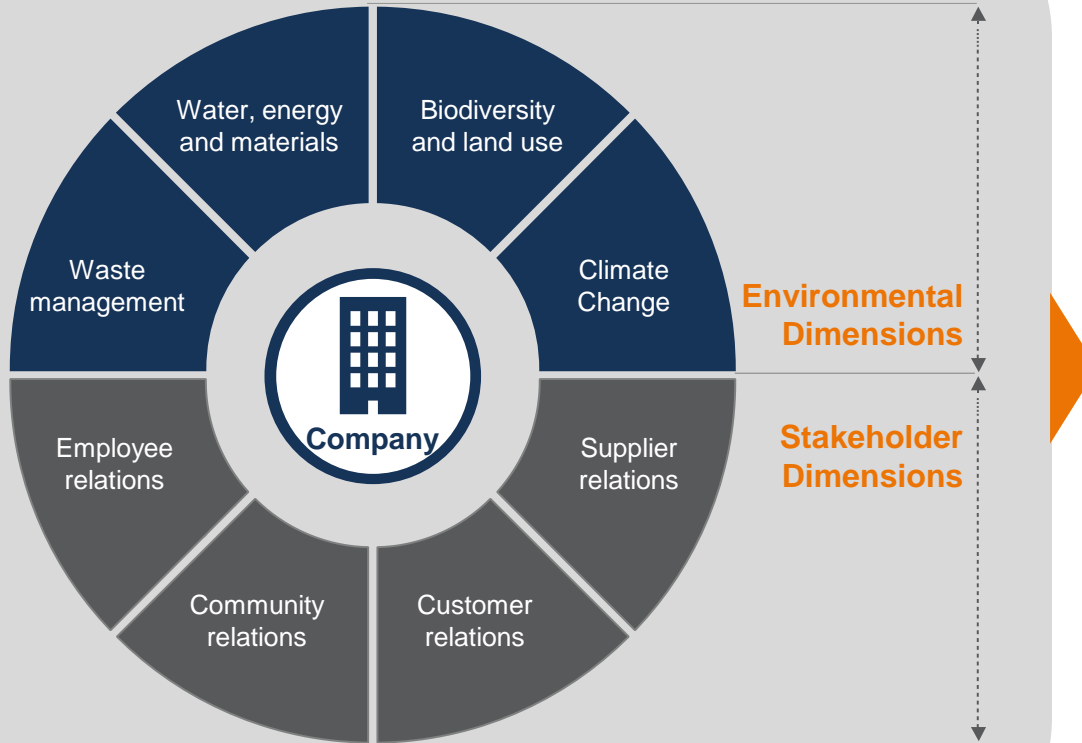 Water, energy
and materials
Biodiversity
and land use
Waste
management
Climate
Change
Environmental
Dimensions
Company
Employee
relations
Supplier
relations
Stakeholder
Dimensions
Community
relations
Customer
relations